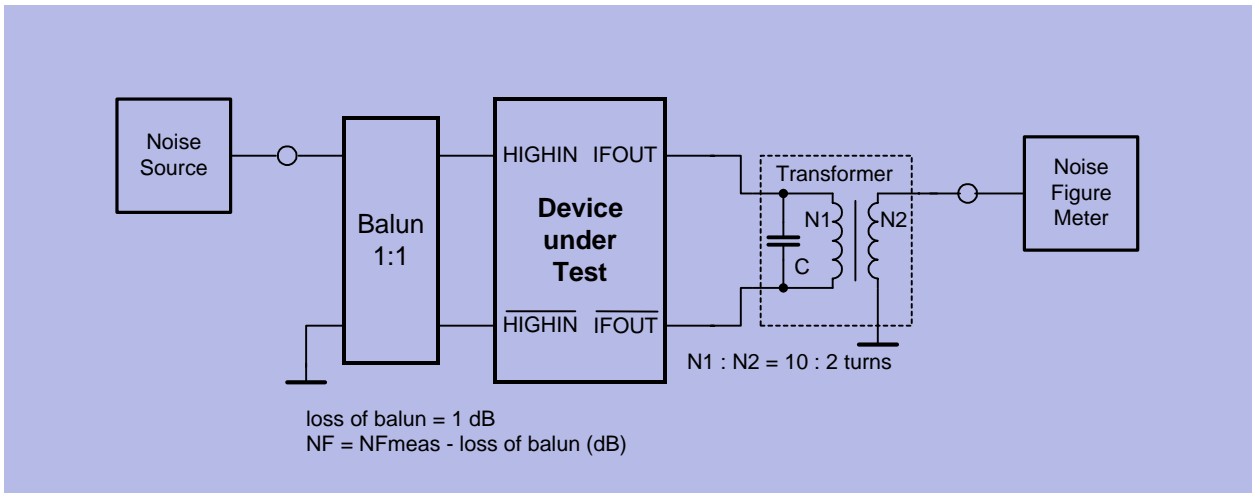 Noise
Source
Balun
1:1
HIGHIN IFOUT
Device
under
Test
HIGHIN IFOUT
Transformer
N1 N2
C
N1 : N2 = 10 : 2 turns
Noise
Figure
Meter
loss of balun = 1 dB
NF = NFmeas - loss of balun (dB)